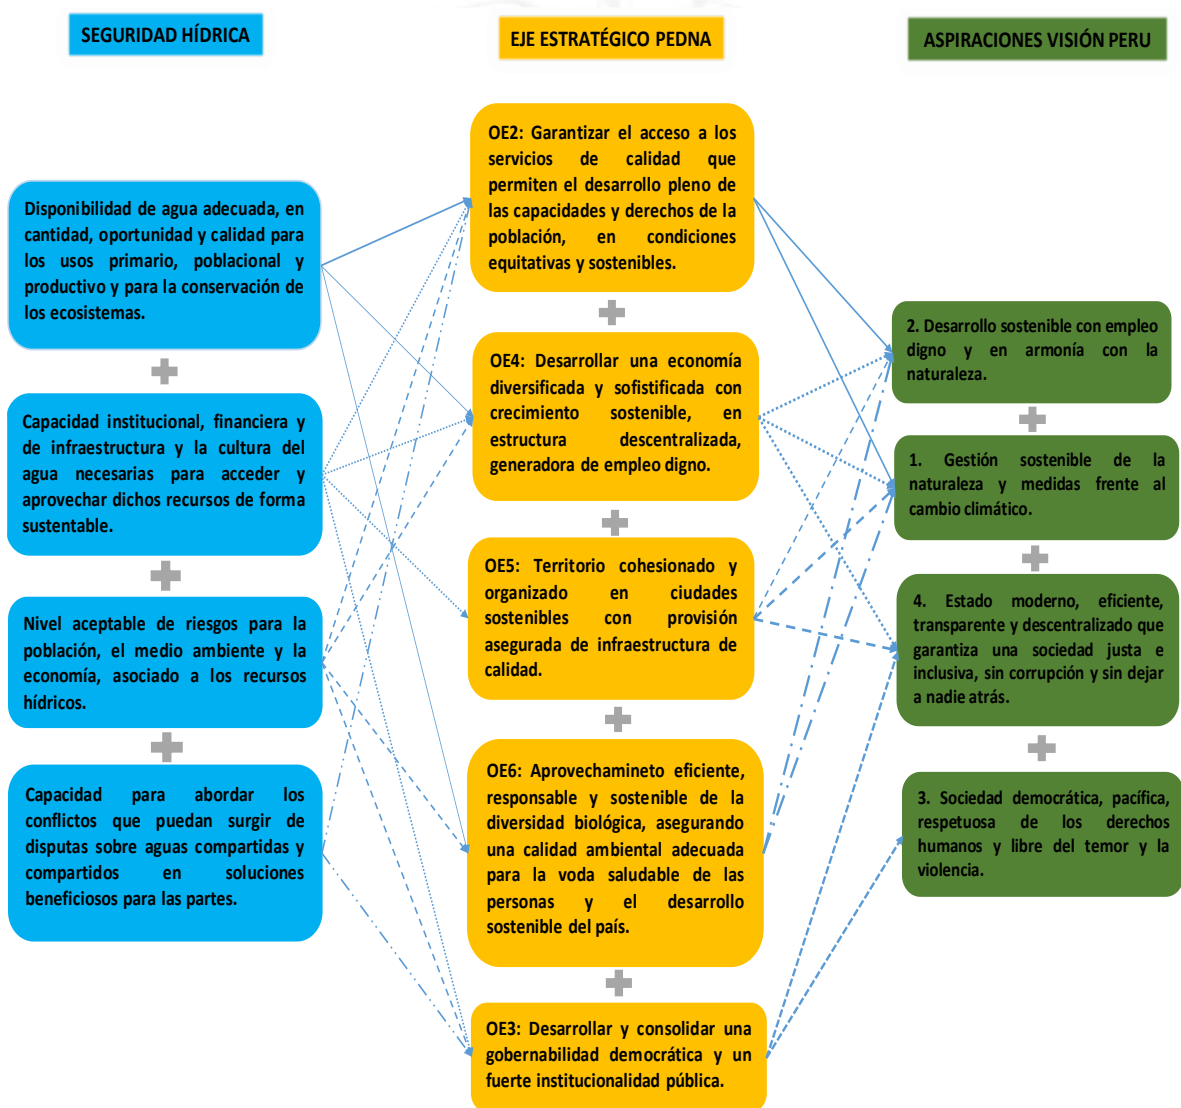 SEGURIDAD HÍDRICA
Disponibilidad de agua adecuada, en
cantidad, oportunidad y calidad para
los usos primario, poblacional y
productivo y para la conservación de
los ecosistemas.
Capacidad institucional, financiera y
de infraestructura y la cultura del
agua necesarias para acceder y
aprovechar dichos recursos de forma
sustentable.
Nivel aceptable de riesgos para la
población, el medio ambiente y la
economía, asociado a los recursos
hídricos.
Capacidad para abordar los
conflictos que puedan surgir de
disputas sobre aguas compartidas y
compartidos en soluciones
beneficiosos para las partes.
EJE ESTRATÉGICO PEDNA
OE2: Garantizar el acceso a los
servicios de calidad que
permiten el desarrollo pleno de
las capacidades y derechos de la
población, en condiciones
equitativas y sostenibles.
OE4: Desarrollar una economía
diversificada y sofistificada con
crecimiento sostenible, en
estructura descentralizada,
generadora de empleo digno.
OE5: Territorio cohesionado y
organizado en ciudades
sostenibles con provisión
asegurada de infraestructura de
calidad.
OE6: Aprovechamineto eficiente,
responsable y sostenible de la
diversidad biológica, asegurando
una calidad ambiental adecuada
para la voda saludable de las
personas y el desarrollo
sostenible del país.
OE3: Desarrollar y consolidar una
gobernabilidad democrática y un
fuerte institucionalidad pública.
ASPIRACIONES VISIÓN PERU
2. Desarrollo sostenible con empleo
digno y en armonía con la
naturaleza.
1. Gestión sostenible de la
naturaleza y medidas frente al
cambio climático.
4. Estado moderno, eficiente,
transparente y descentralizado que
garantiza una sociedad justa e
inclusiva, sin corrupción y sin dejar
a nadie atrás.
3. Sociedad democrática, pacífica,
respetuosa de los derechos
humanos y libre del temor y la
violencia.